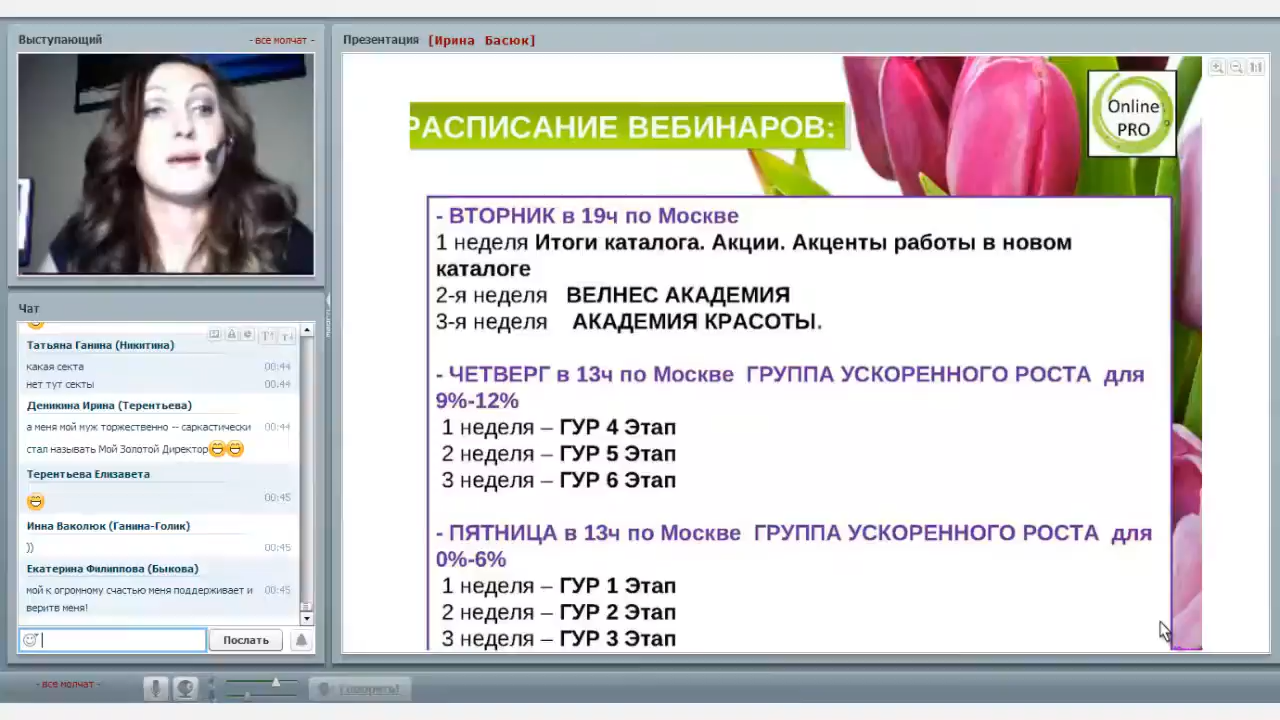 Выступающий
- все молчат -
Презентация [Ирина Басюк]
1:1
Online
PRO
РАСПИСАНИЕ ВЕБИНАРОВ:
- ВТОРНИК в 19ч по Москве
1 неделя Итоги каталога. Акции. Акценты работы в новом
каталоге
2-я неделя ВЕЛНЕС АКАДЕМИЯ
3-я неделя АКАДЕМИЯ КРАСОТЫ.
- ЧЕТВЕРГ в 13ч по Москве ГРУППА УСКОРЕННОГО РОСТА для
9%-12%
1 неделя – ГУР 4 Этап
2 неделя – ГУР 5 Этап
3 неделя – ГУР 6 Этап
- ПЯТНИЦА в 13ч по Москве ГРУППА УСКОРЕННОГО РОСТА для
0%-6%
1 неделя – ГУР 1 Этап
2 неделя – ГУР 2 Этап
3 неделя – ГУР 3 Этап
Чат
Татьяна Ганина (Никитина)
какая секта 00:44
нет тут секты 00:44
Деникина Ирина (Терентьева)
а меня мой муж торжественно -- саркастически 00:44
стал называть Мой Золотой Директор
Терентьева Елизавета
00:45
Инна Ваколюк (Ганина-Голик)
)) 00:45
Екатерина Филиппова (Быкова)
мой к огромному счастью меня поддерживает и 00:45
веритв меня!
Послать
- все молчат -
Говорить!